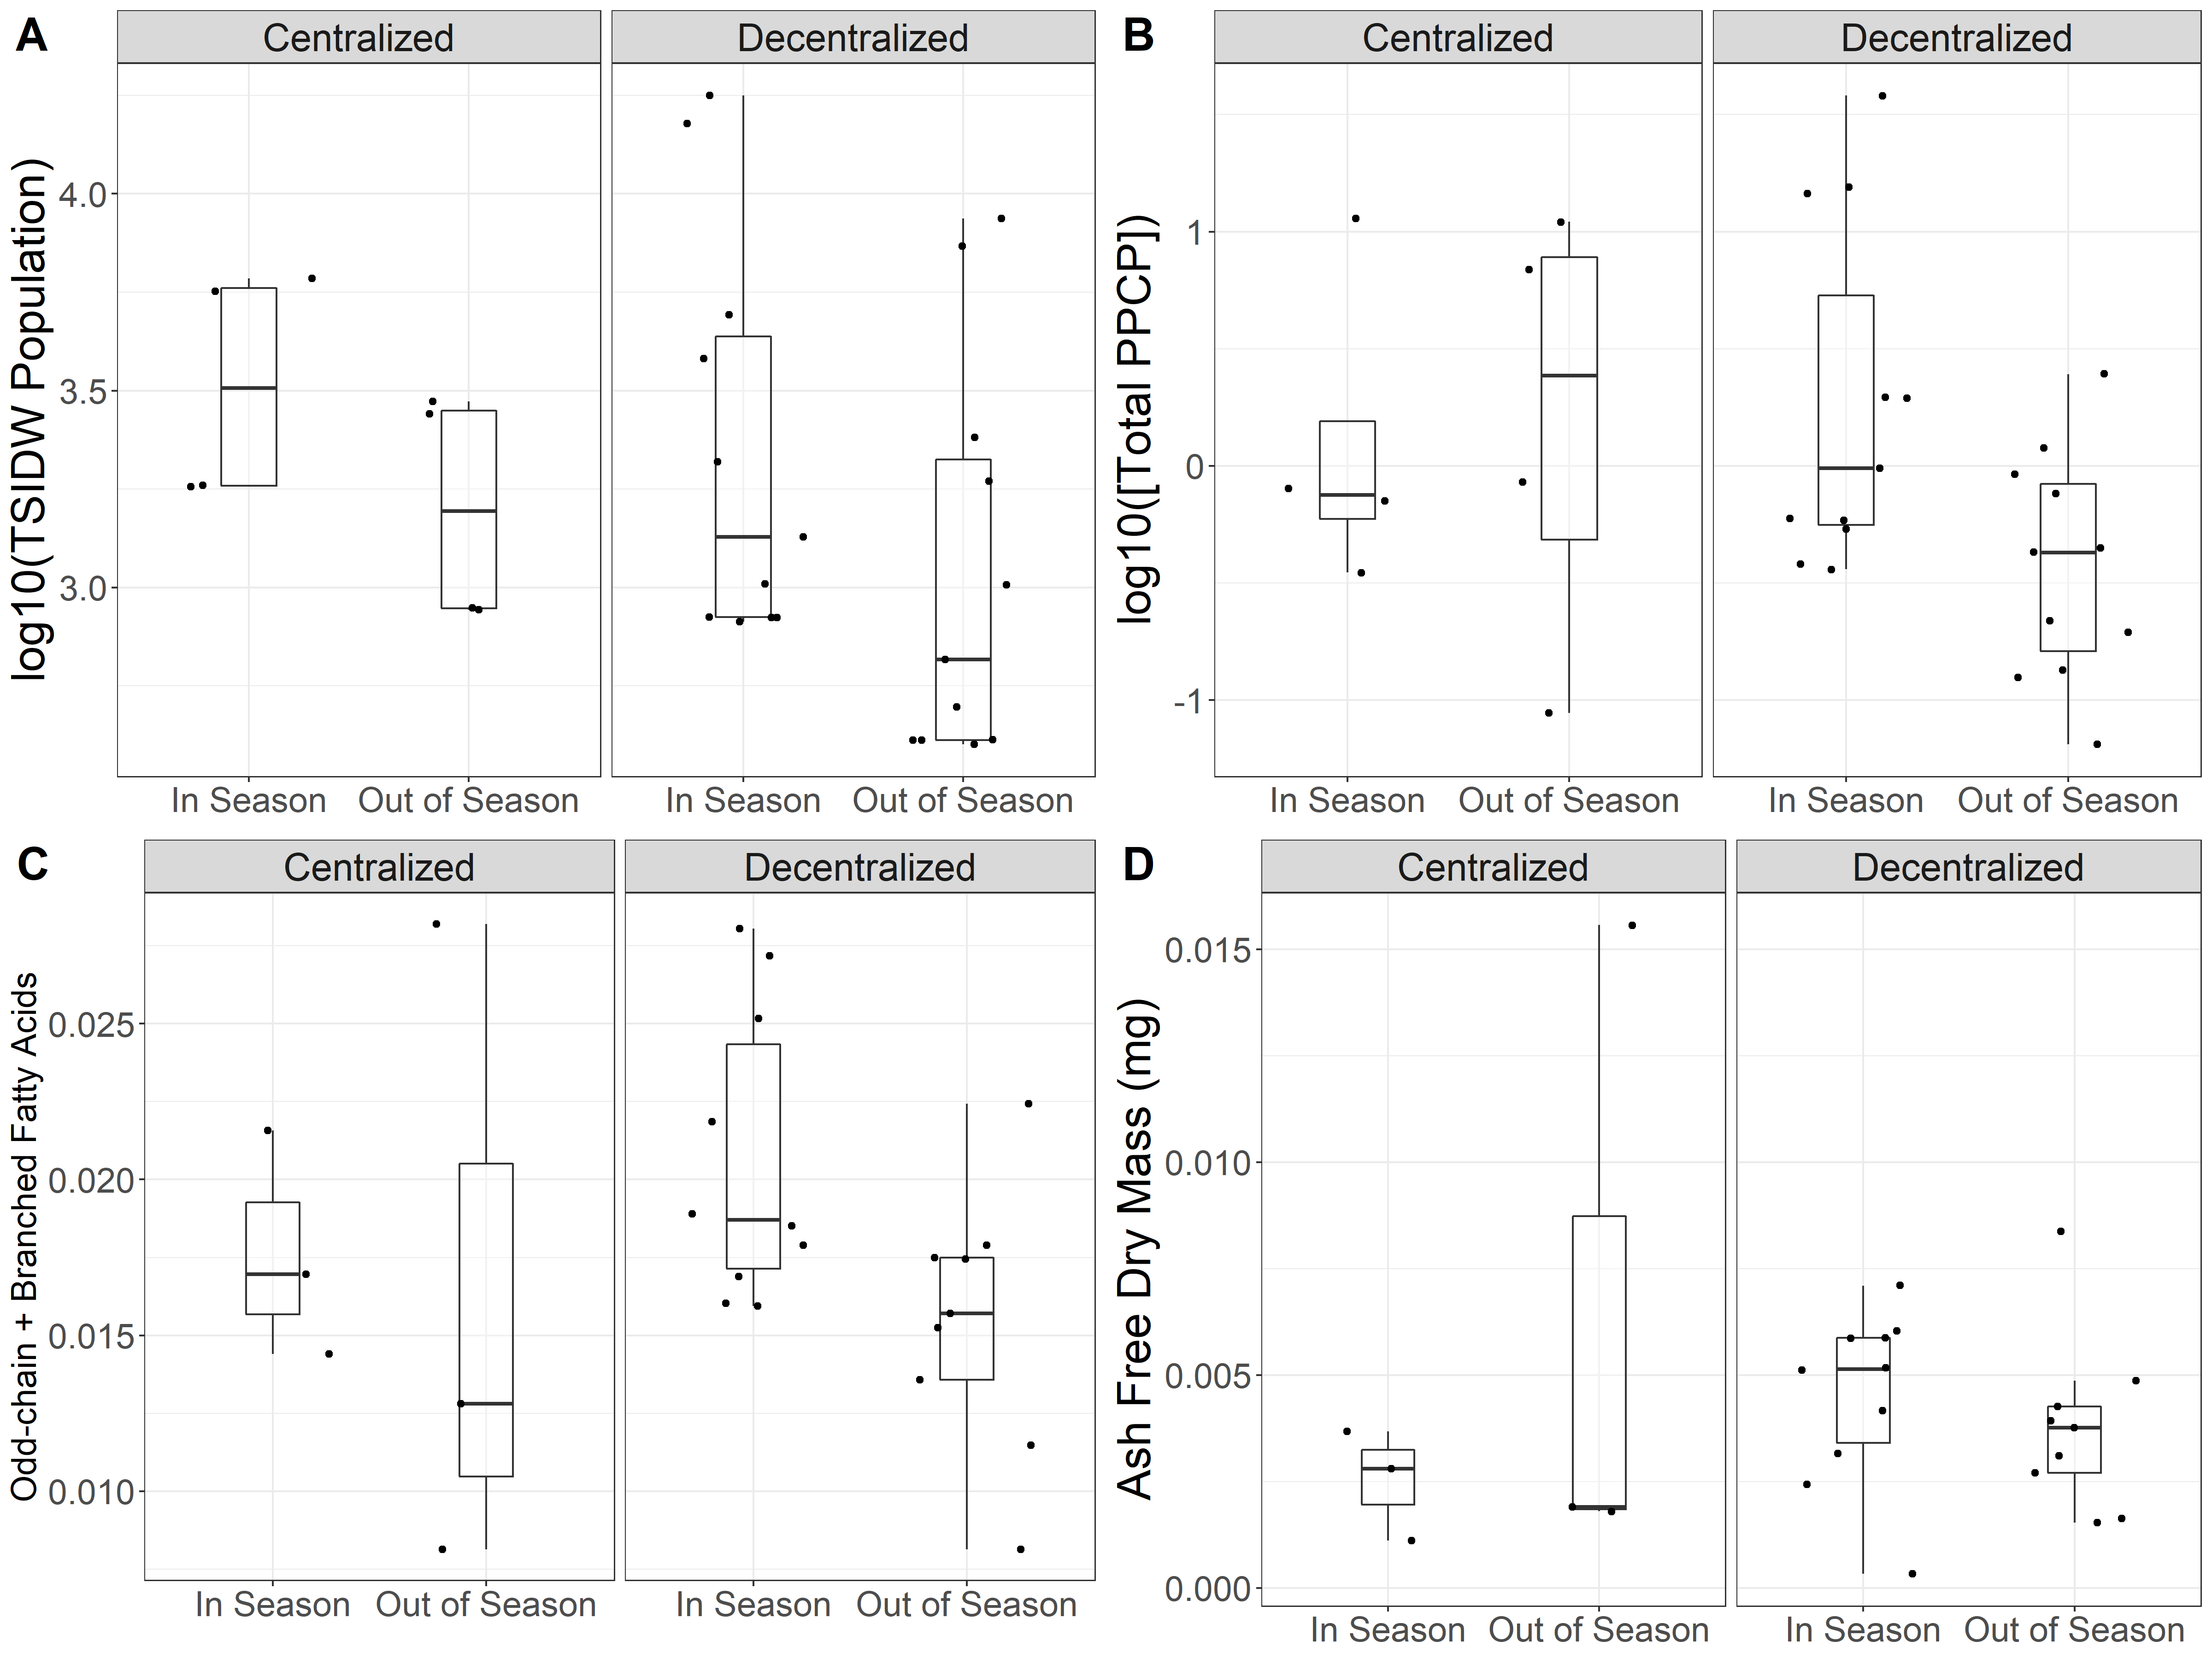 A
Centralized
Decentralized
log10(TSIDW Population)
4.0
3.5
3.0
In Season
Out of Season
In Season
Out of Season
B
Centralized
Decentralized
log10([Total PPCP])
1
0
-1
In Season
Out of Season
In Season
Out of Season
C
Centralized
Decentralized
Odd-chain + Branched Fatty Acids
0.025
0.020
0.015
0.010
In Season
Out of Season
In Season
Out of Season
D
Centralized
Decentralized
Ash Free Dry Mass (mg)
0.015
0.010
0.005
0.000
In Season
Out of Season
In Season
Out of Season